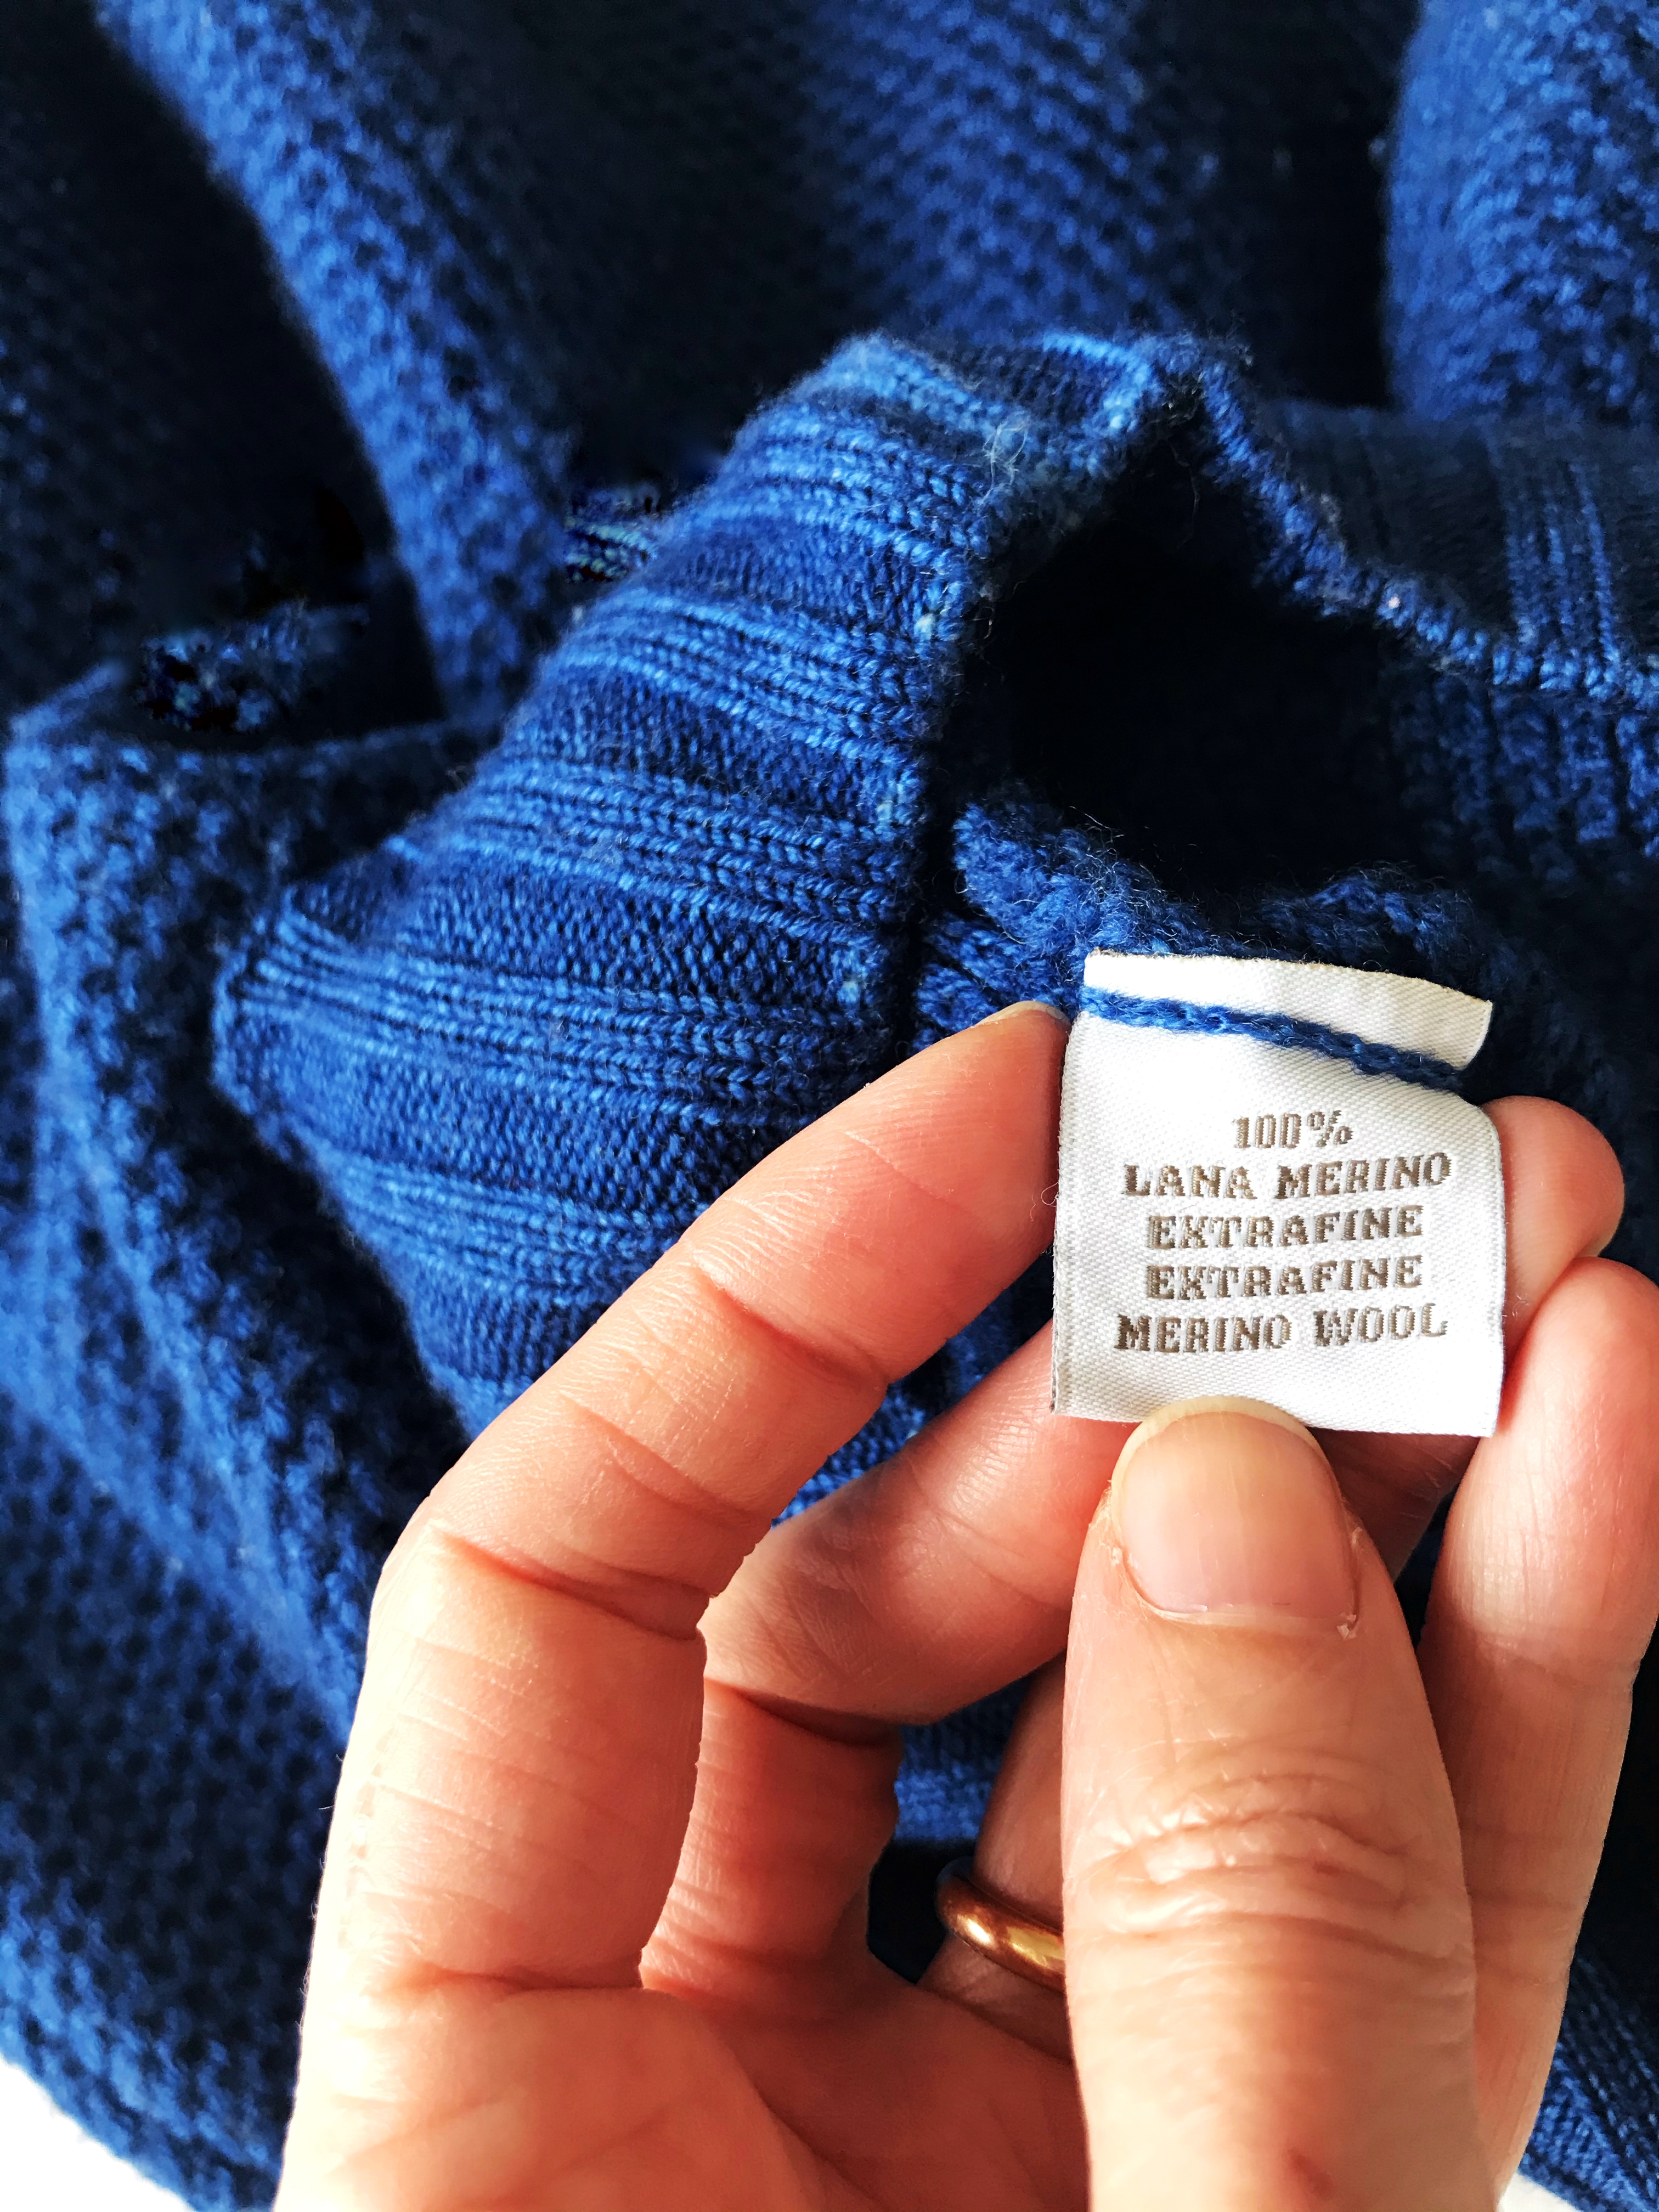 100%
LANA MERINO
EXTRAFINE
EXTRAFINE
MERINO WOOL